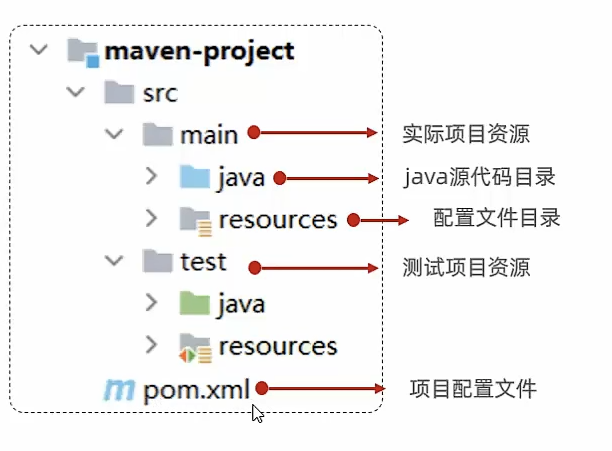 maven-project
src
main 实际项目资源
java java源代码目录
resources 配置文件目录
test 测试项目资源
java
resources
m pom.xml 项目配置文件